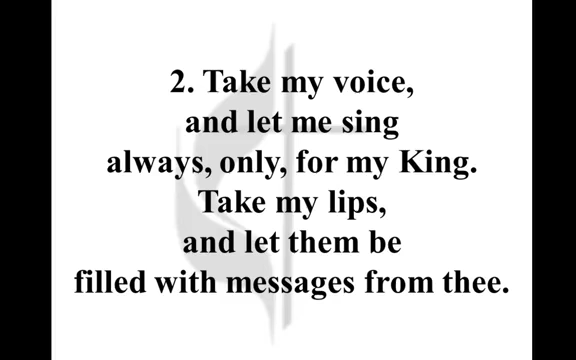 2. Take my voice,
and let me sing
always, only, for my King.
Take my lips,
and let them be
filled with messages from thee.